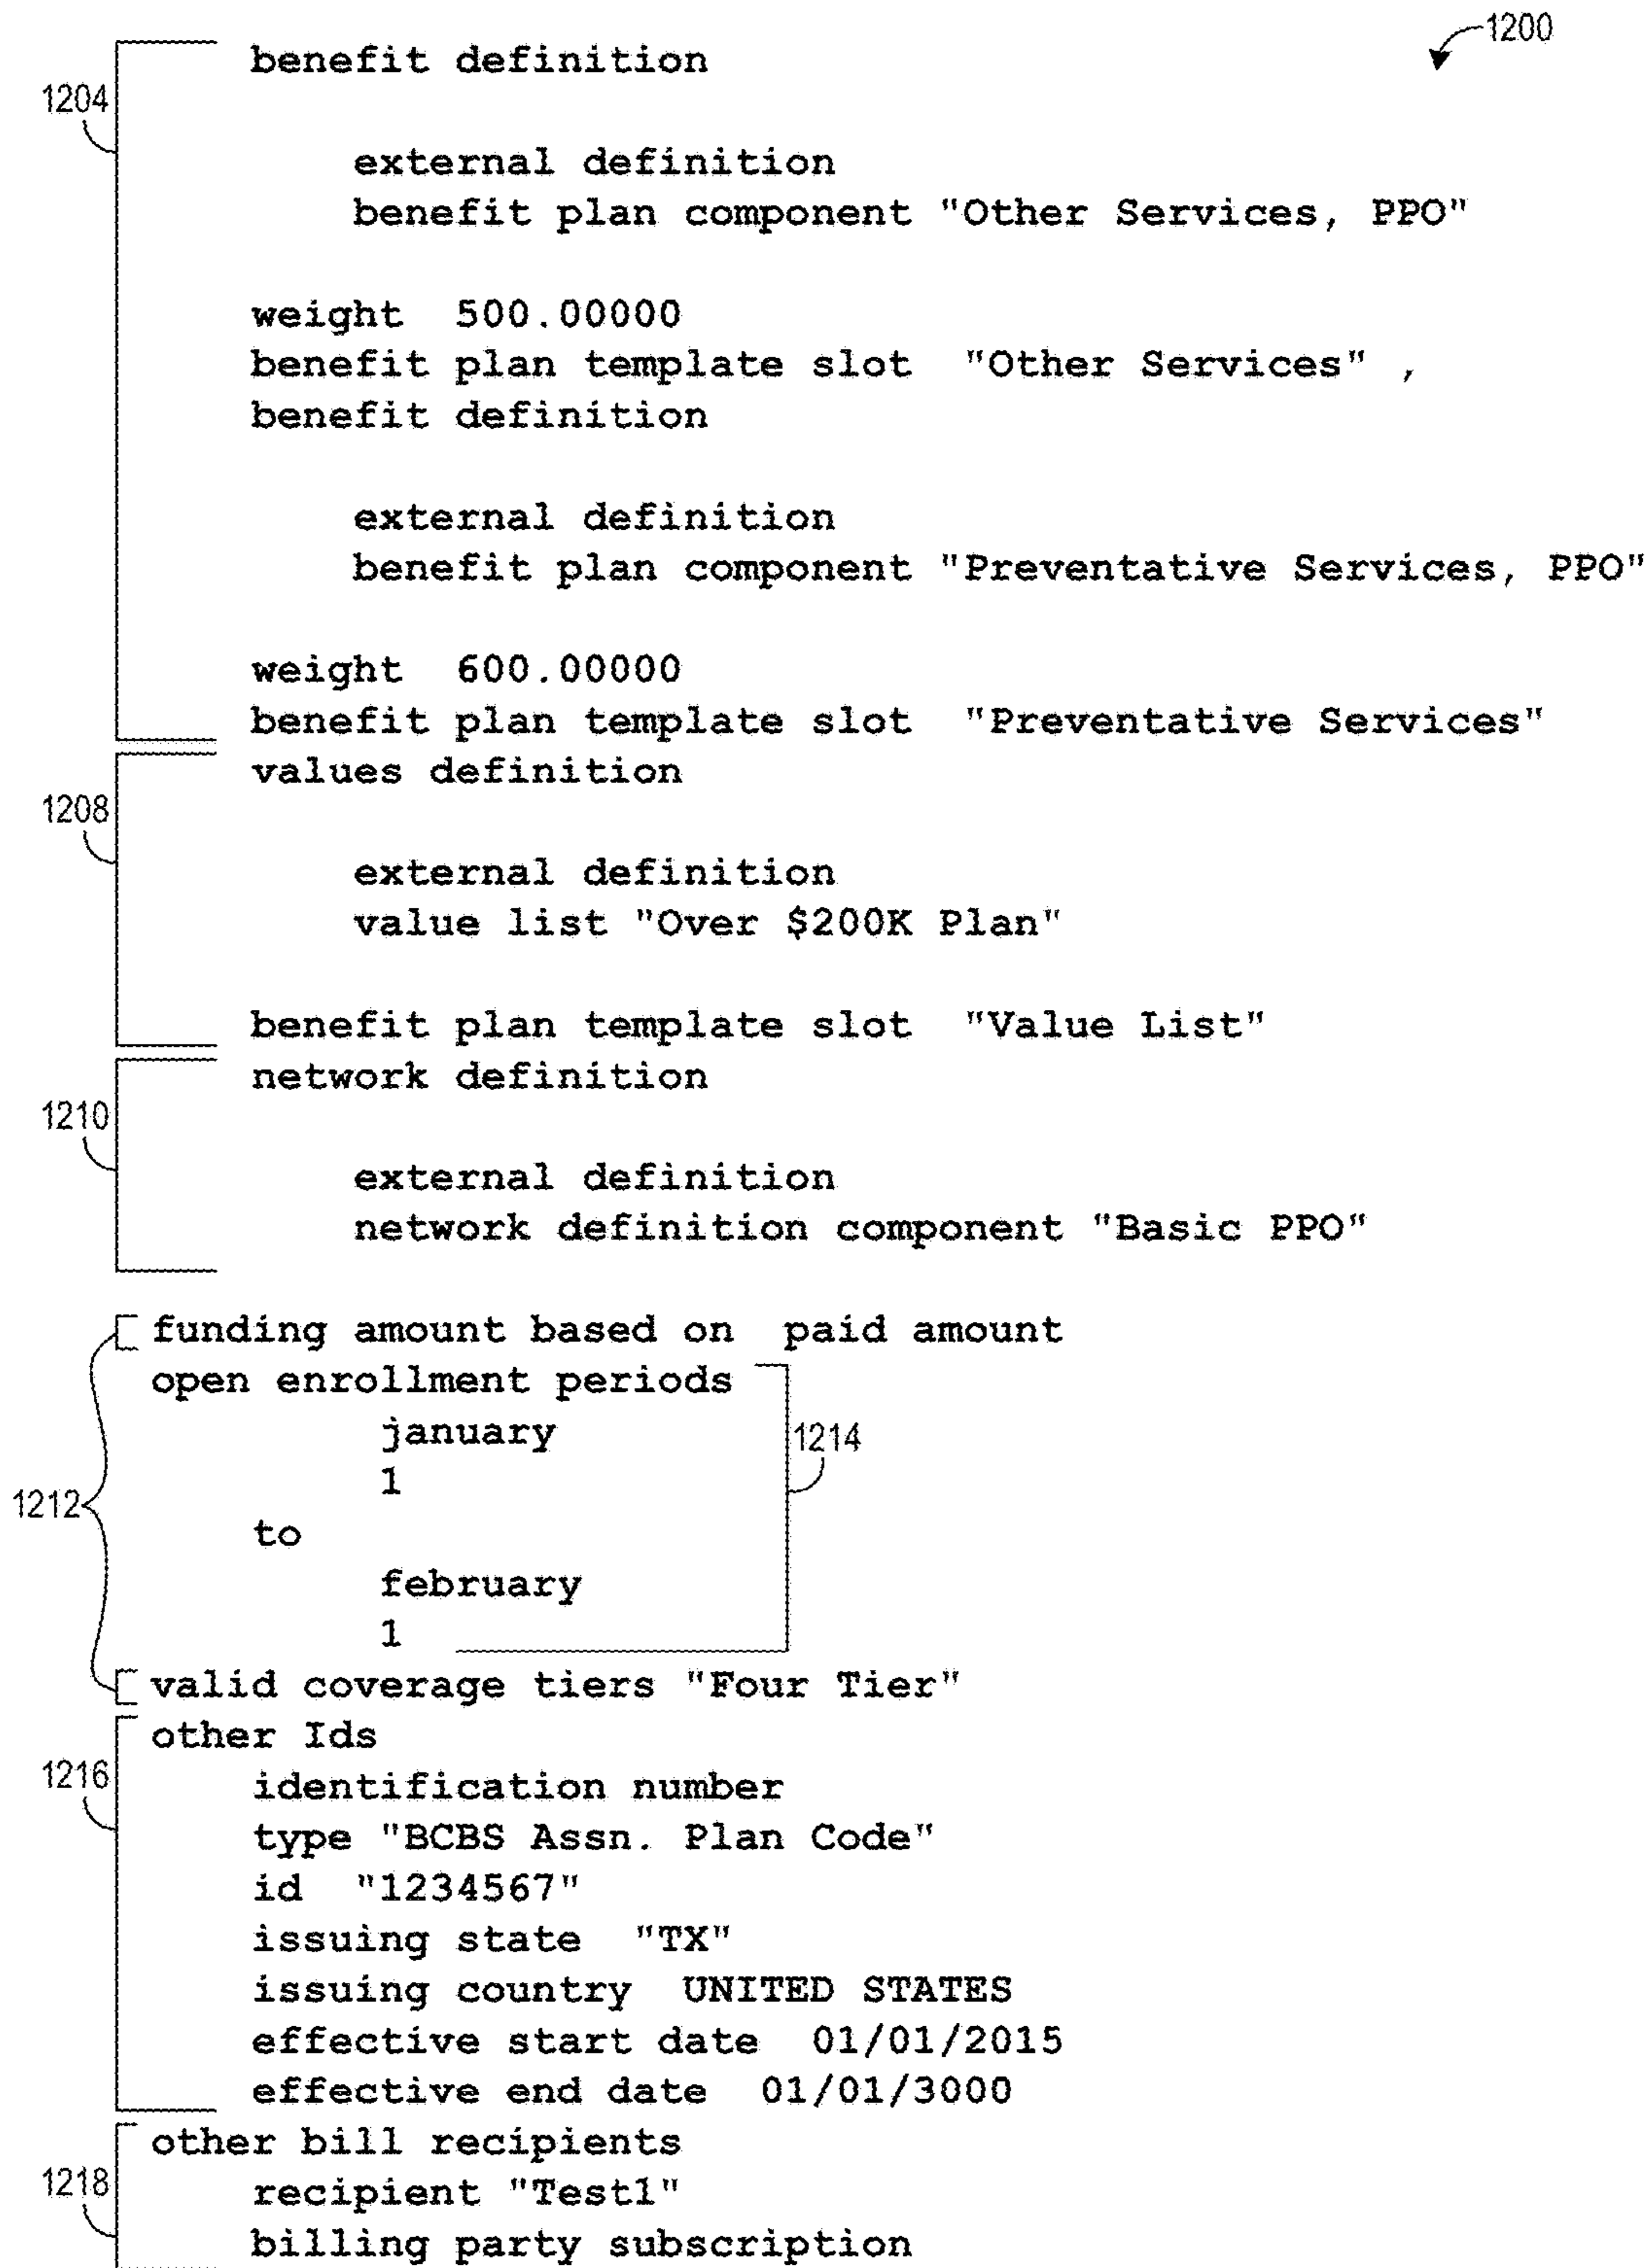 1200
benefit definition
1204
external definition
benefit plan component "Other Services, PPO"
weight 500.00000
benefit plan template slot "Other Services" ,
benefit definition
external definition
benefit plan component "Preventative Services, PPO"
weight 600.00000
benefit plan template slot "Preventative Services"
values definition
1208
external definition
value list "Over $200K Plan"
benefit plan template slot "Value List"
network definition
1210
external definition
network definition component "Basic PPO"
funding amount based on paid amount
open enrollment periods
january
1214
1
1212
to
february
1
valid coverage tiers "Four Tier"
other Ids
1216
identification number
type "BCBS Assn. Plan Code"
id "1234567"
issuing state "TX"
issuing country UNITED STATES
effective start date 01/01/2015
effective end date 01/01/3000
other bill recipients
1218
recipient "Test1"
billing party subscription